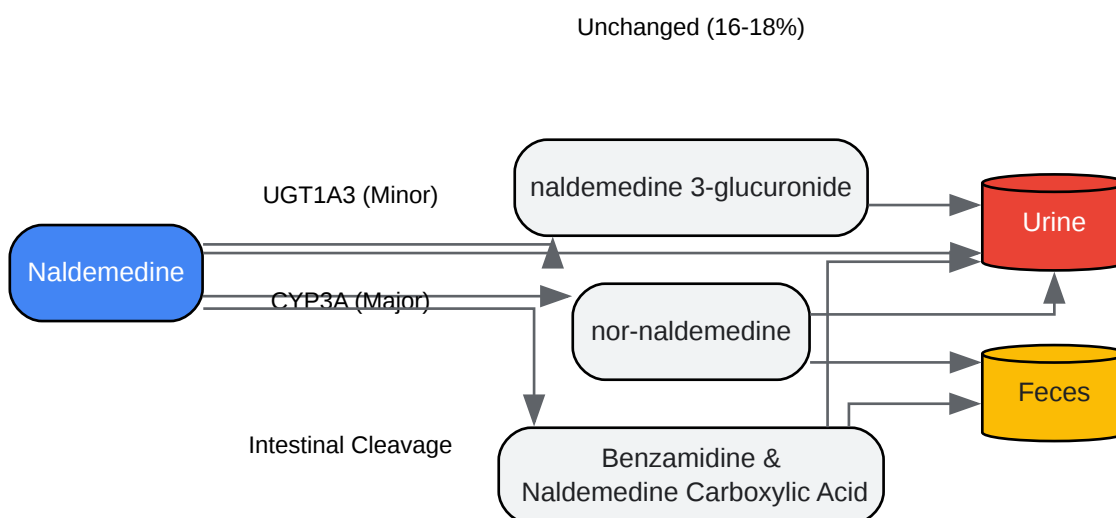 Unchanged (16-18%)
UGT1A3 (Minor)
naldemedine 3-glucuronide
Urine
Naldemedine
CYP3A (Major)
nor-naldemedine
Feces
Intestinal Cleavage
Benzamidine &
Naldemedine Carboxylic Acid